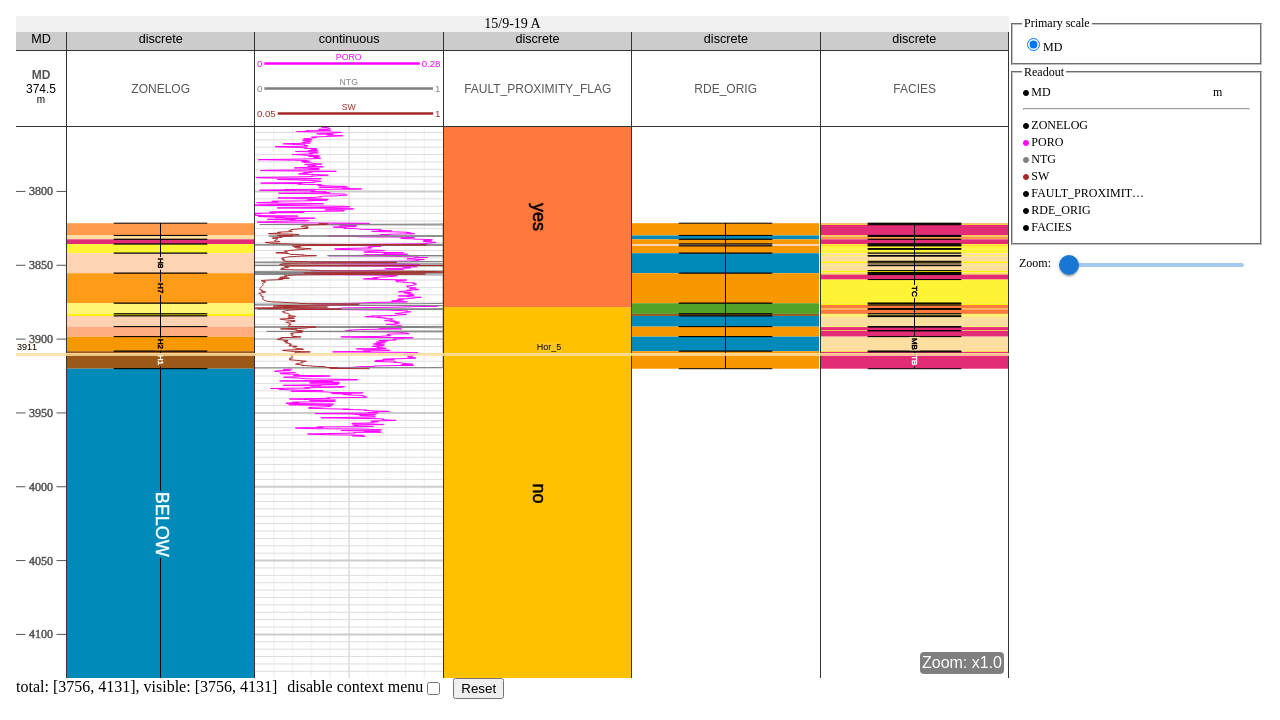 15/9-19 A
MD
discrete
continuous
discrete
discrete
discrete
MD
374.5
m
ZONELOG
PORO
0
0.28
NTG
0
1
SW
0.05
1
FAULT_PROXIMITY_FLAG
RDE_ORIG
FACIES
3800
3850
3900
3911
3950
4000
4050
4100
H8
H7
H2
H1
BELOW
yes
Hor_5
no
TC
MB
TB
Zoom: x1.0
total: [3756, 4131], visible: [3756, 4131] disable context menu
Reset
Primary scale
MD
Readout
MD m
ZONELOG
PORO
NTG
SW
FAULT_PROXIMIT…
RDE_ORIG
FACIES
Zoom: